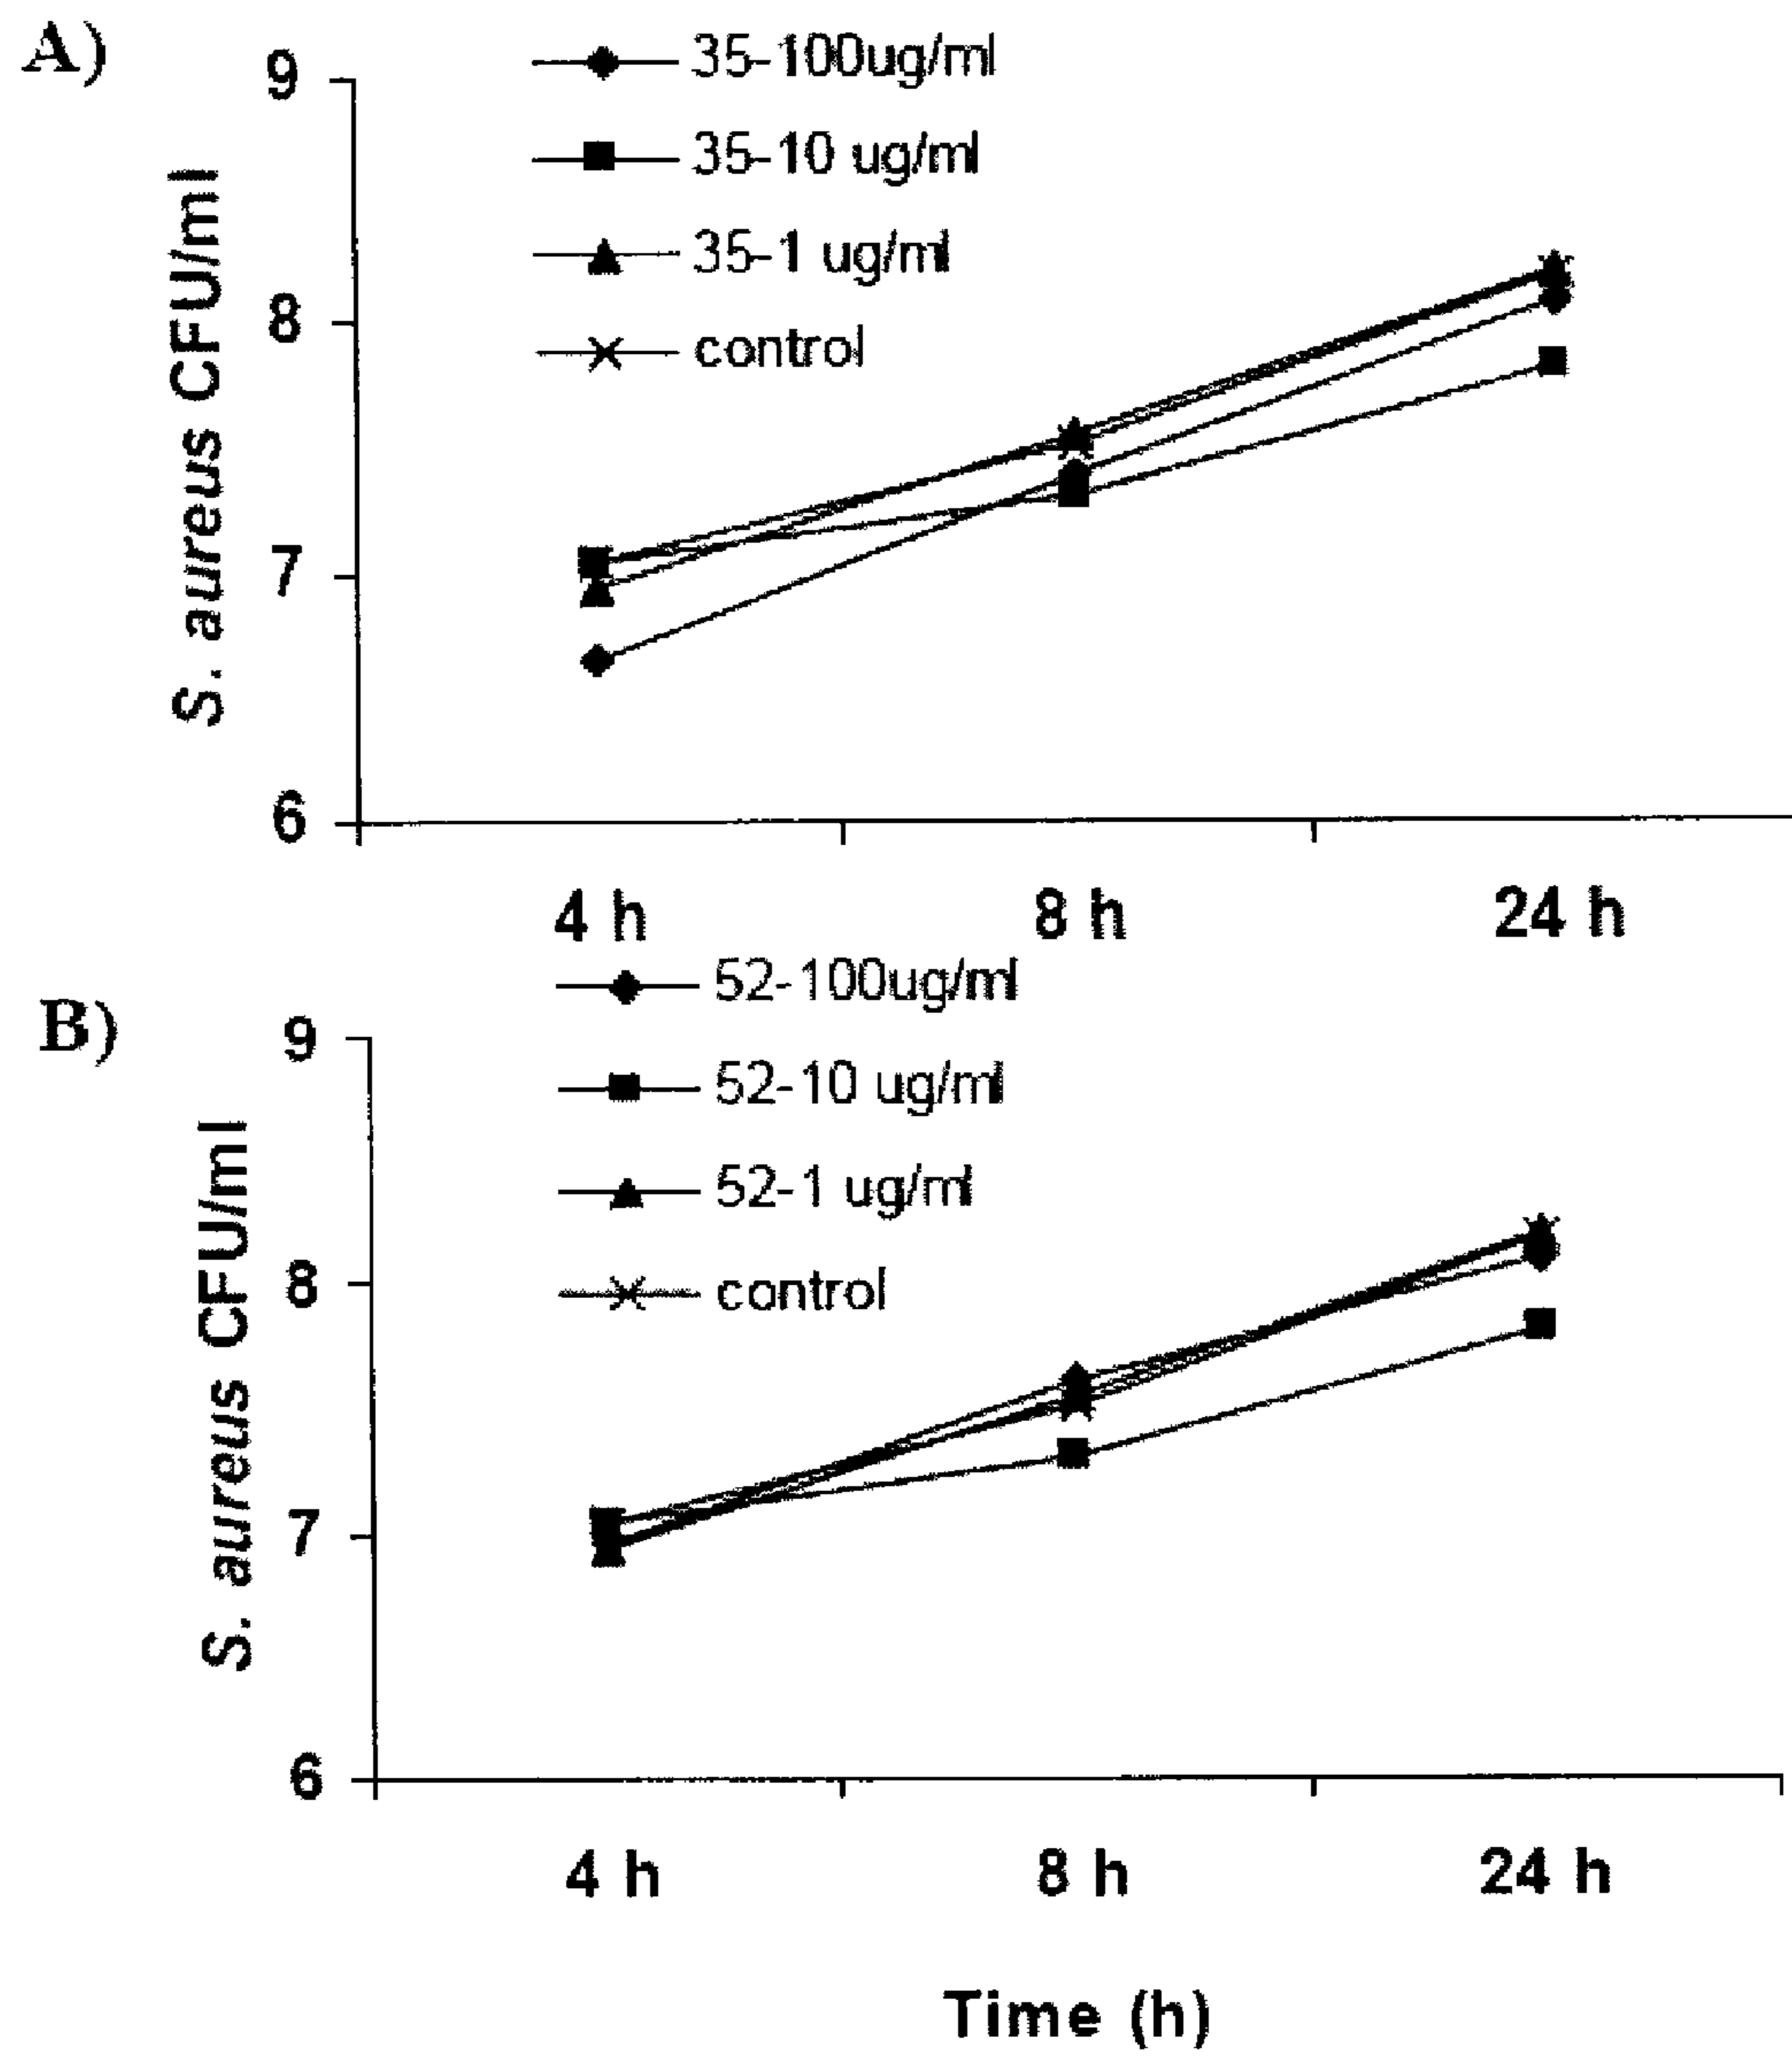 A)
9
8
7
6
S. aureus CFU/ml
35-100ug/ml
35-10 ug/ml
35-1 ug/ml
control
4 h 8 h 24 h
B)
9
8
7
6
S. aureus CFU/ml
52-100ug/ml
52-10 ug/ml
52-1 ug/ml
control
4 h 8 h 24 h
Time (h)